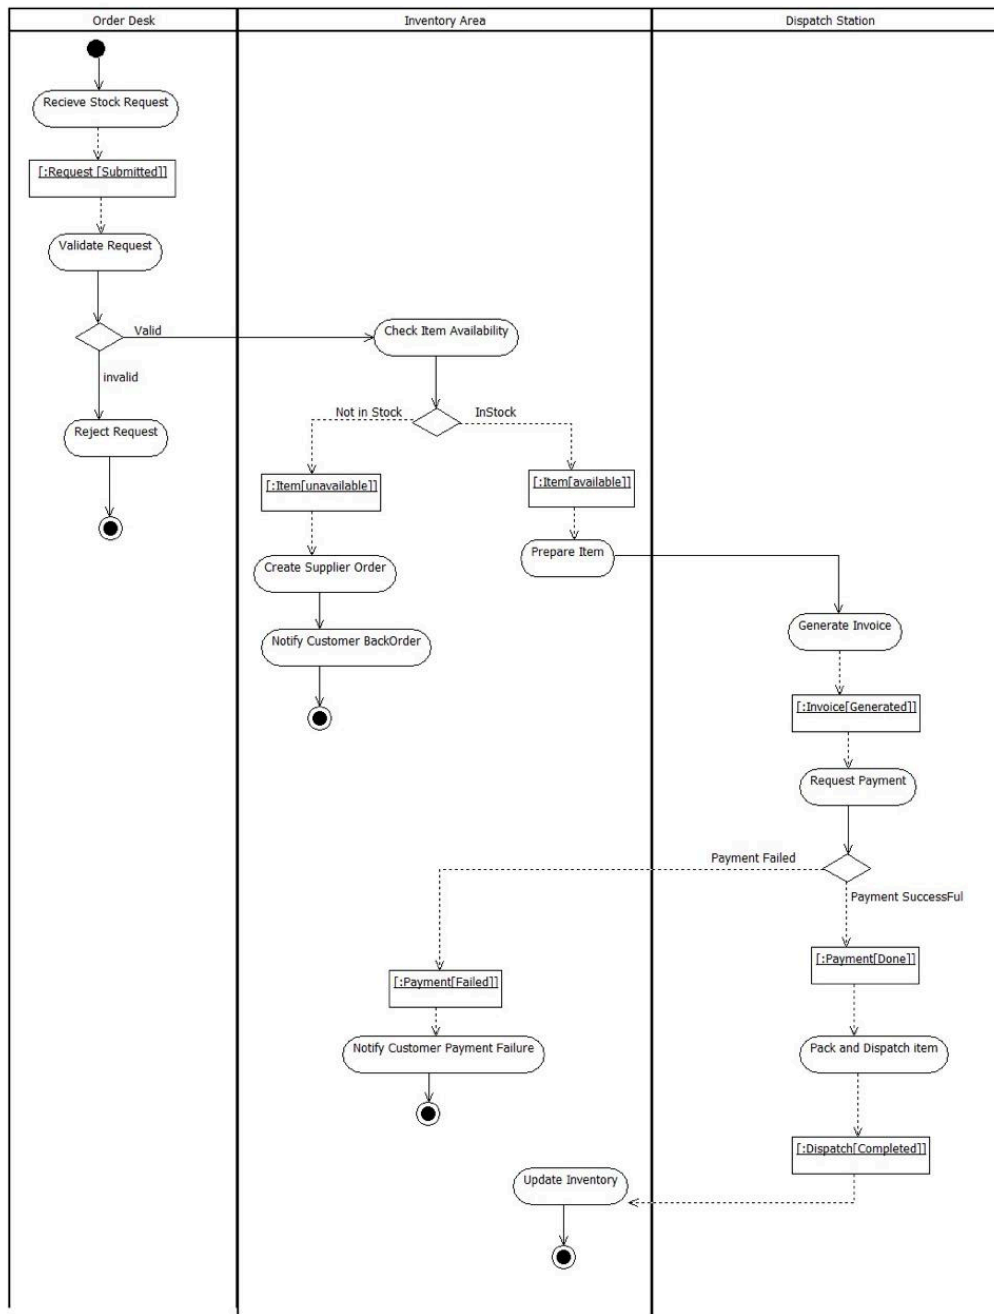 Order Desk
Inventory Area
Dispatch Station
Recieve Stock Request
[:Request [Submitted]]
Validate Request
Valid
Check Item Availability
invalid
Not in Stock
InStock
Reject Request
[:Item[unavailable]]
[:Item[available]]
Prepare Item
Create Supplier Order
Generate Invoice
Notify Customer BackOrder
[:Invoice[Generated]]
Request Payment
Payment Failed
Payment SuccessFul
[:Payment[Done]]
[:Payment[Failed]]
Notify Customer Payment Failure
Pack and Dispatch item
[:Dispatch[Completed]]
Update Inventory